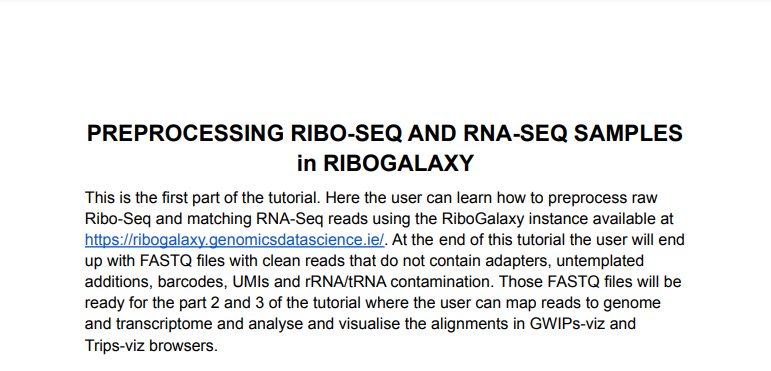 PREPROCESSING RIBO-SEQ AND RNA-SEQ SAMPLES
in RIBOGALAXY
This is the first part of the tutorial. Here the user can learn how to preprocess raw
Ribo-Seq and matching RNA-Seq reads using the RiboGalaxy instance available at
https://ribogalaxy.genomicsdatascience.ie/. At the end of this tutorial the user will end
up with FASTQ files with clean reads that do not contain adapters, untemplated
additions, barcodes, UMIs and rRNA/tRNA contamination. Those FASTQ files will be
ready for the part 2 and 3 of the tutorial where the user can map reads to genome
and transcriptome and analyse and visualise the alignments in GWIPs-viz and
Trips-viz browsers.